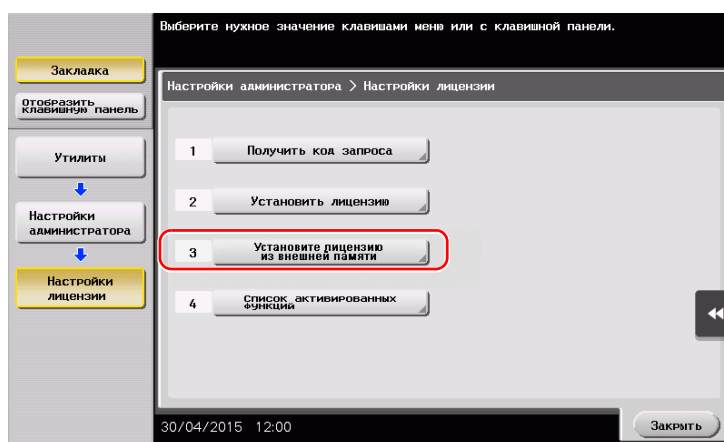 Выберите нужное значение клавишами меню или с клавишной панели.
Закладка
Отобразить
клавишную панель
Настройки администратора > Настройки лицензии
Утилиты
Настройки
администратора
Настройки
лицензии
1 Получить код запроса
2 Установить лицензию
3 Установите лицензию
из внешней памяти
4 Список активированных
функций
30/04/2015 12:00
Закрыть